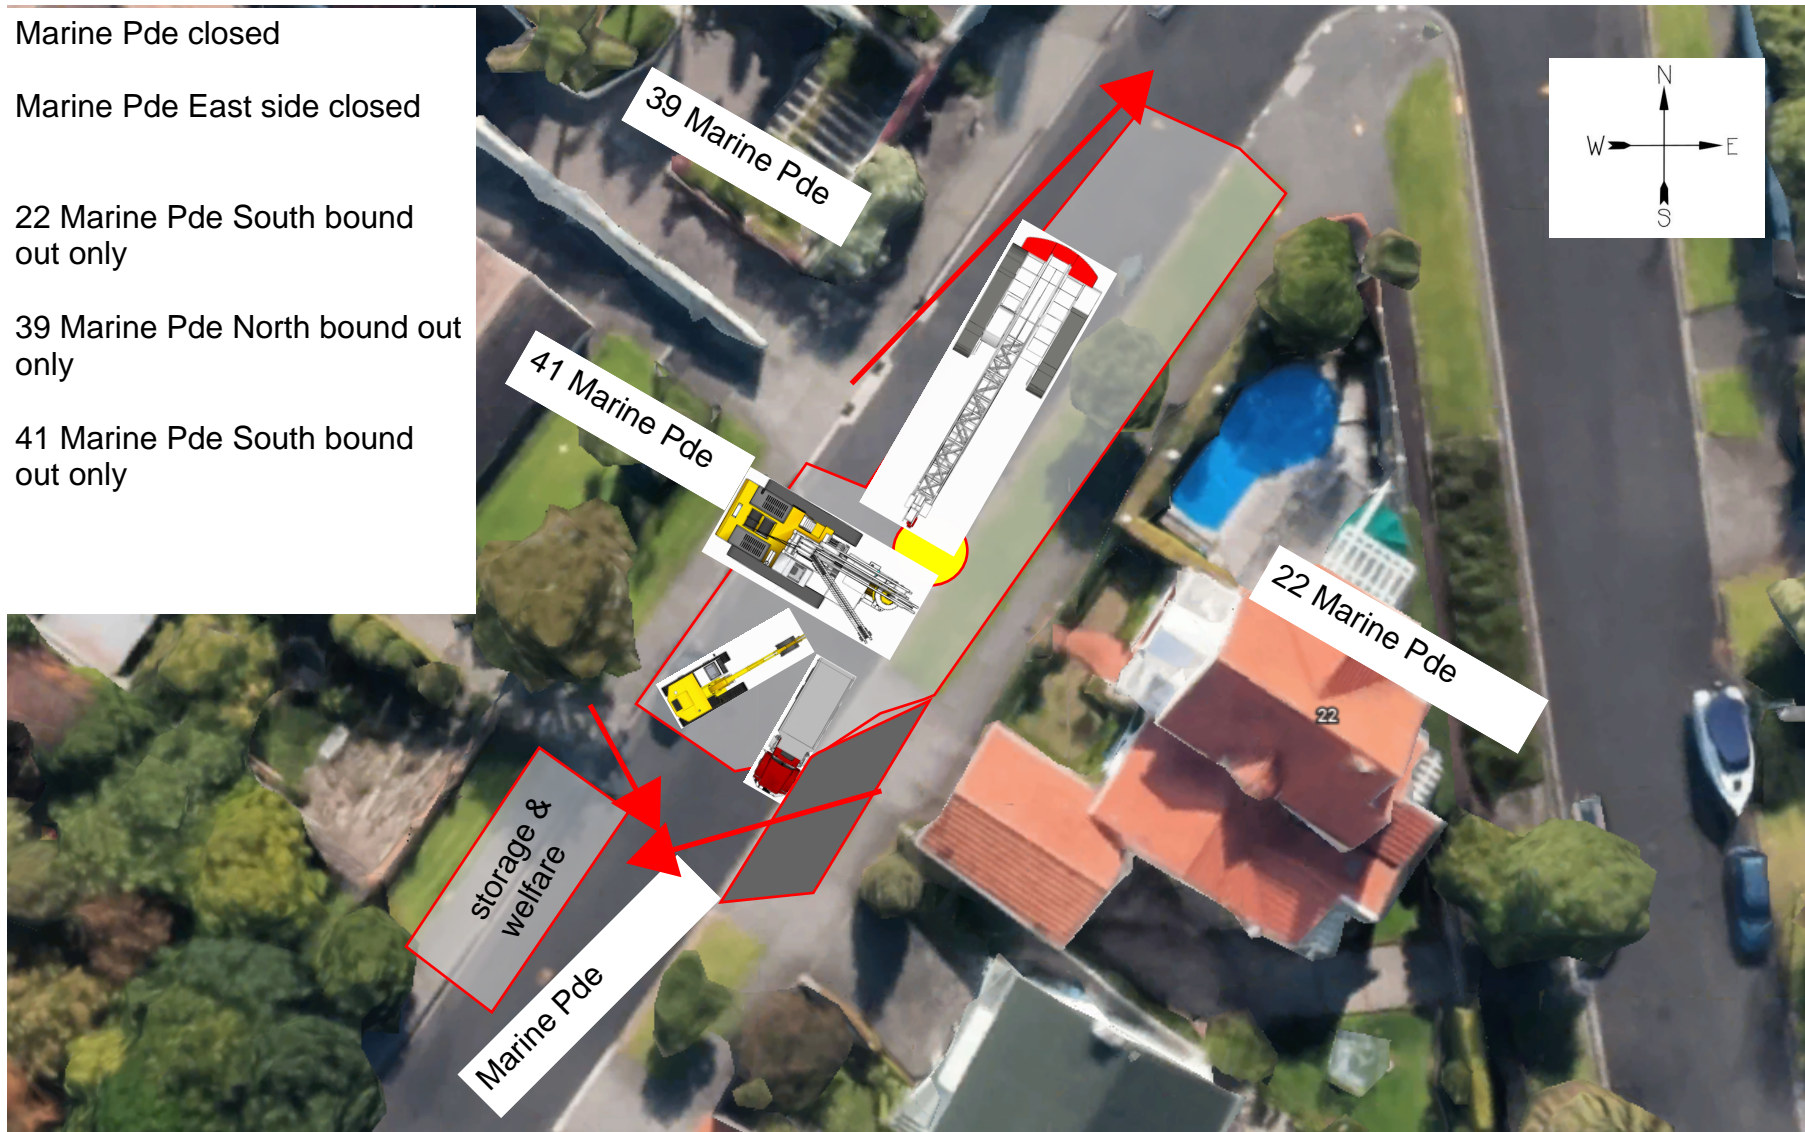 Marine Pde closed
Marine Pde East side closed
22 Marine Pde South bound
out only
39 Marine Pde North bound out
only
41 Marine Pde South bound
out only
39 Marine Pde
N
W
E
S
41 Marine Pde
22 Marine Pde
22
storage &
welfare
Marine Pde